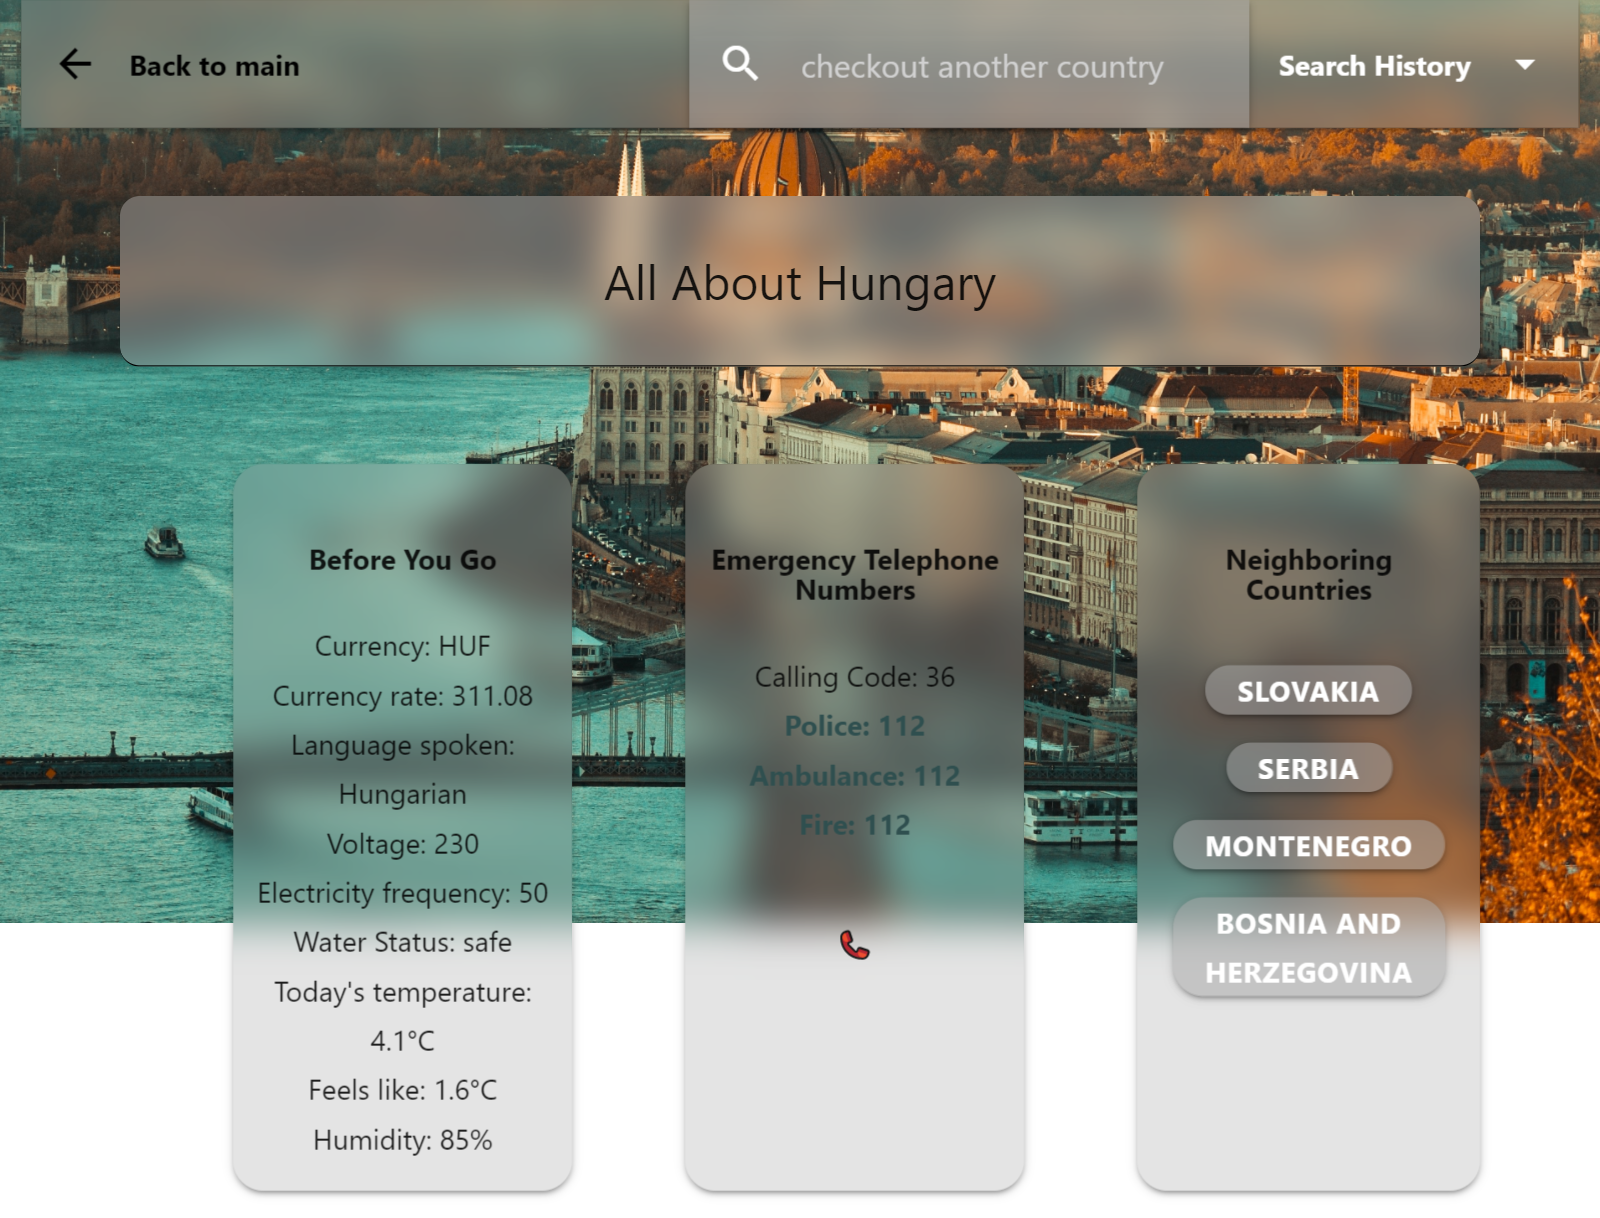 Back to main
checkout another country
Search History
All About Hungary
Before You Go
Currency: HUF
Currency rate: 311.08
Language spoken:
Hungarian
Voltage: 230
Electricity frequency: 50
Water Status: safe
Today's temperature:
4.1°C
Feels like: 1.6°C
Humidity: 85%
Emergency Telephone
Numbers
Calling Code: 36
Police: 112
Ambulance: 112
Fire: 112
Neighboring
Countries
SLOVAKIA
SERBIA
MONTENEGRO
BOSNIA AND
HERZEGOVINA